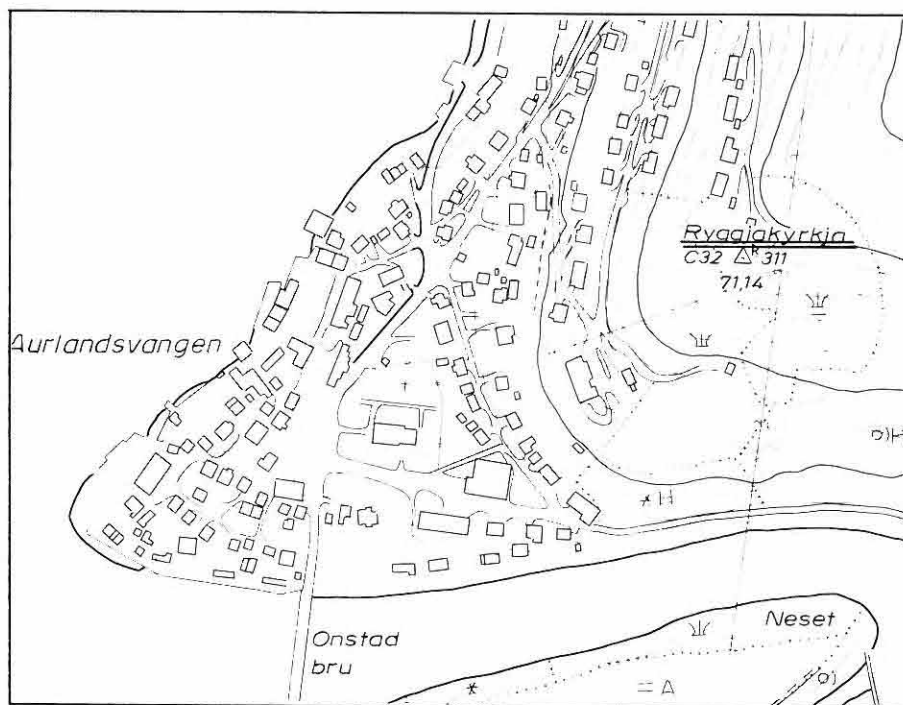 Ryggjakyrkja
C32 311
71,14
Aurlandsvangen
Neset
Onstad
bru
A